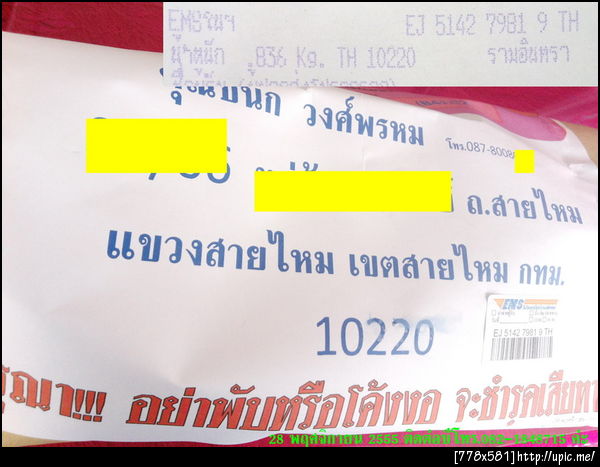 EMSในฯ EJ 5142 7981 9 TH
น้ำหนัก .836 Kg. TH 10220 รามอินทรา
วงศ์พรหม โทร.087-8008
ถ.สายไหม
แขวงสายไหม เขตสายไหม กทม.
10220
EMS
EJ 5142 7981 9 TH
อย่าพับหรือโค้งงอ จะชำรุดเสียหาย
28 พฤศจิกายน 2555
[778x581] http://upic.me/